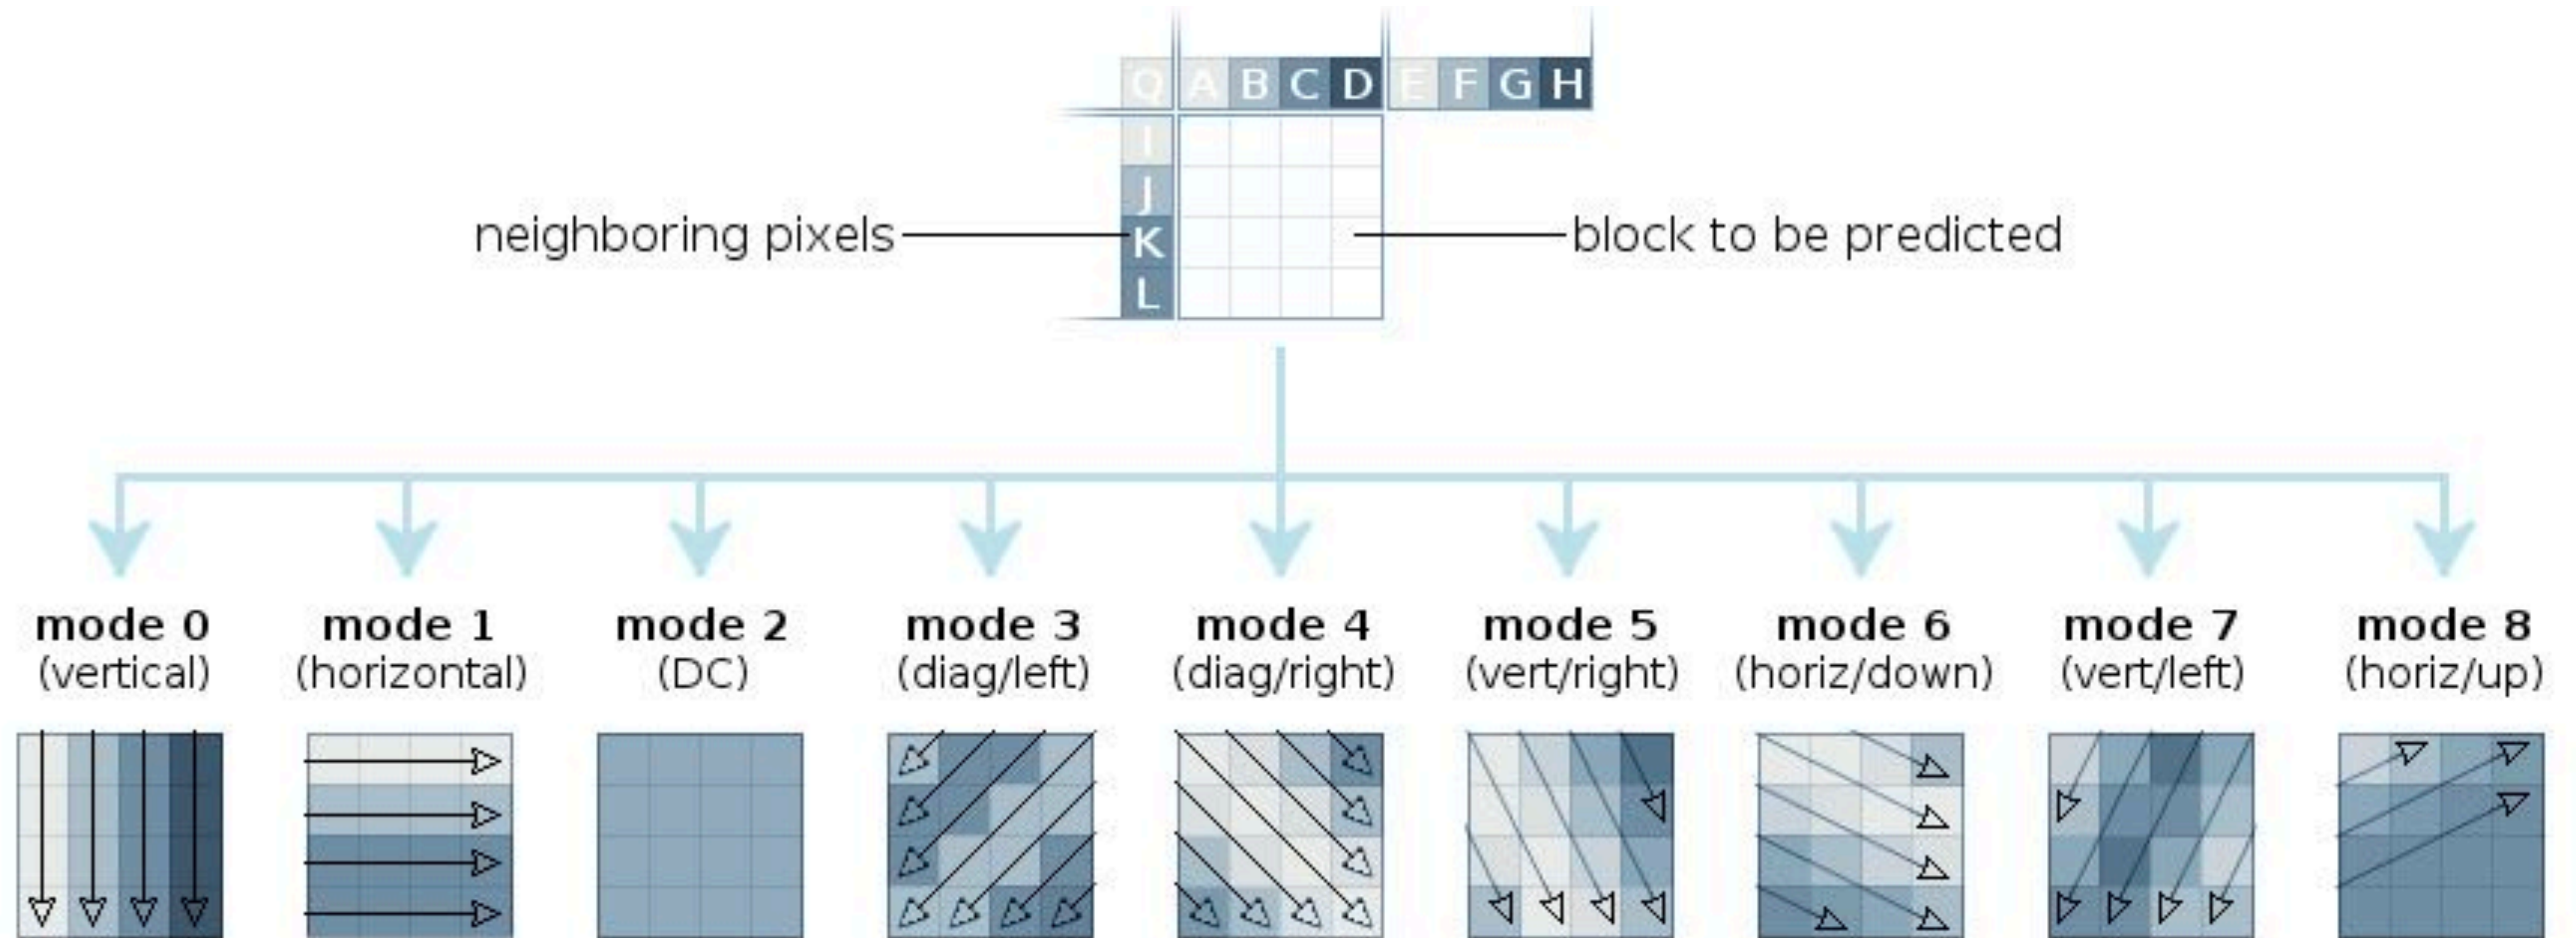 Q A B C D E F G H
I
J
neighboring pixels K block to be predicted
L
mode 0 mode 1 mode 2 mode 3 mode 4 mode 5 mode 6 mode 7 mode 8
(vertical) (horizontal) (DC) (diag/left) (diag/right) (vert/right) (horiz/down) (vert/left) (horiz/up)